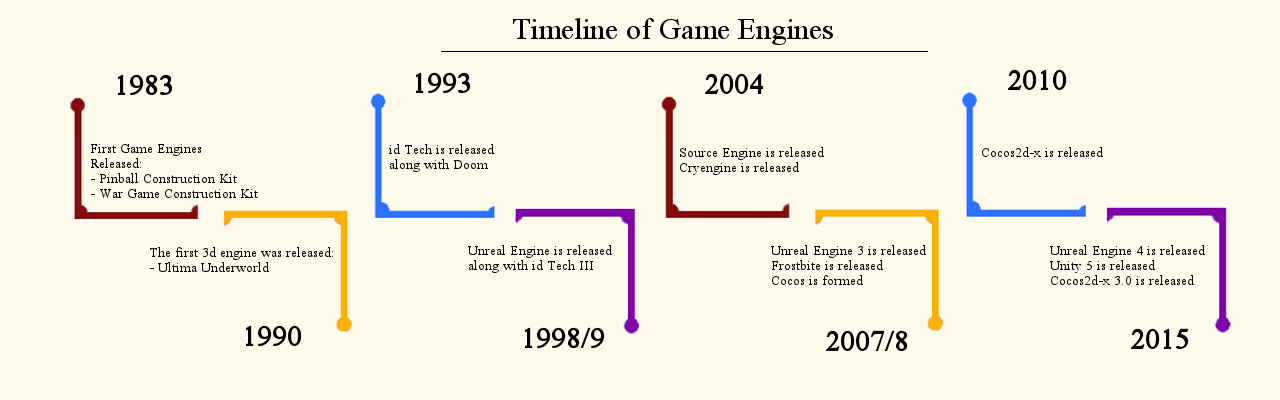 Timeline of Game Engines
1983
First Game Engines
Released:
- Pinball Construction Kit
- War Game Construction Kit
The first 3d engine was released:
- Ultima Underworld
1990
1993
id Tech is released
along with Doom
Unreal Engine is released
along with id Tech III
1998/9
2004
Source Engine is released
Cryengine is released
Unreal Engine 3 is released
Frostbite is released
Cocos is formed
2007/8
2010
Cocos2d-x is released
Unreal Engine 4 is released
Unity 5 is released
Cocos2d-x 3.0 is released
2015